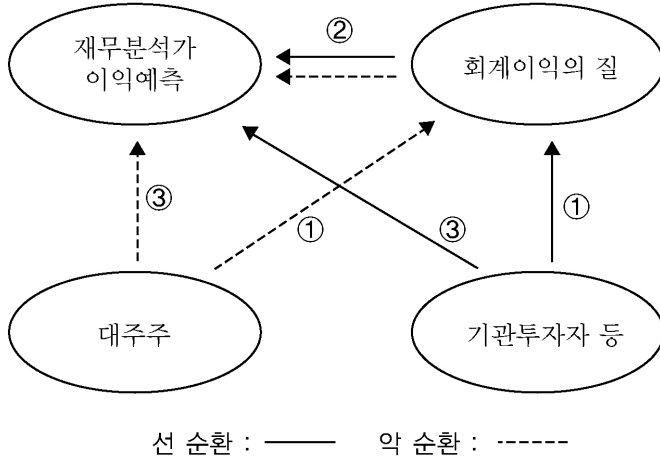 재무분석가
이익예측
②
회계이익의 질
③
①
③
①
대주주
기관투자자 등
선 순환 :
악 순환 :